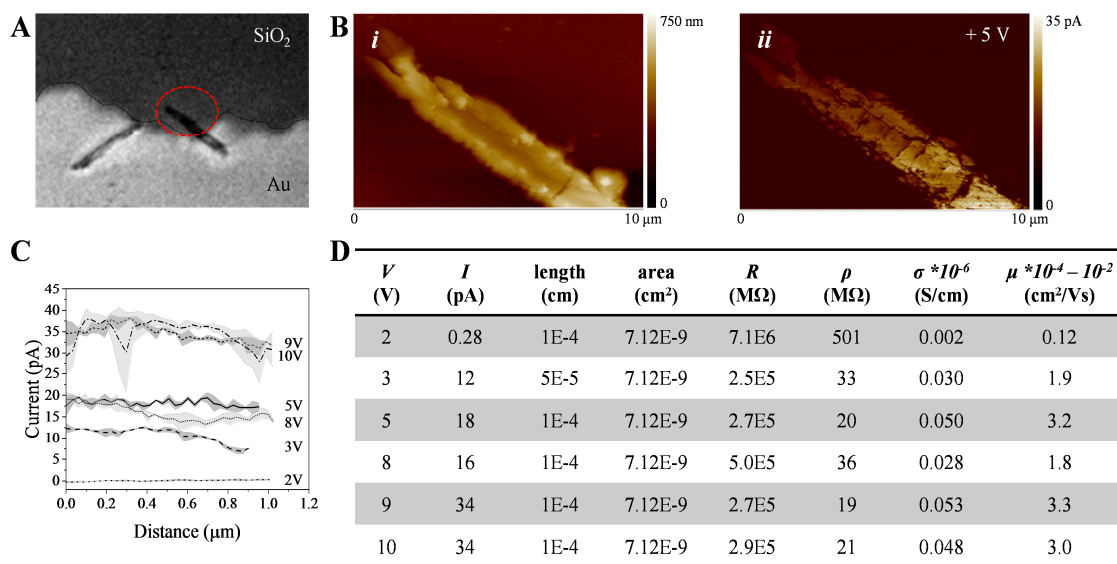 A
SiO2
Au
B
i
750 nm
0
0
10 µm
ii
+ 5 V
35 pA
0
0
10 µm
C
Current (pA)
45
40
35
30
25
20
15
10
5
0
9V
10V
5V
8V
3V
2V
0.0 0.2 0.4 0.6 0.8 1.0 1.2
Distance (µm)
D
V (V) I (pA) length (cm) area (cm2) R (MΩ) ρ (MΩ) σ *10-6 (S/cm) µ *10-4 – 10-2 (cm2/Vs)
2 0.28 1E-4 7.12E-9 7.1E6 501 0.002 0.12
3 12 5E-5 7.12E-9 2.5E5 33 0.030 1.9
5 18 1E-4 7.12E-9 2.7E5 20 0.050 3.2
8 16 1E-4 7.12E-9 5.0E5 36 0.028 1.8
9 34 1E-4 7.12E-9 2.7E5 19 0.053 3.3
10 34 1E-4 7.12E-9 2.9E5 21 0.048 3.0